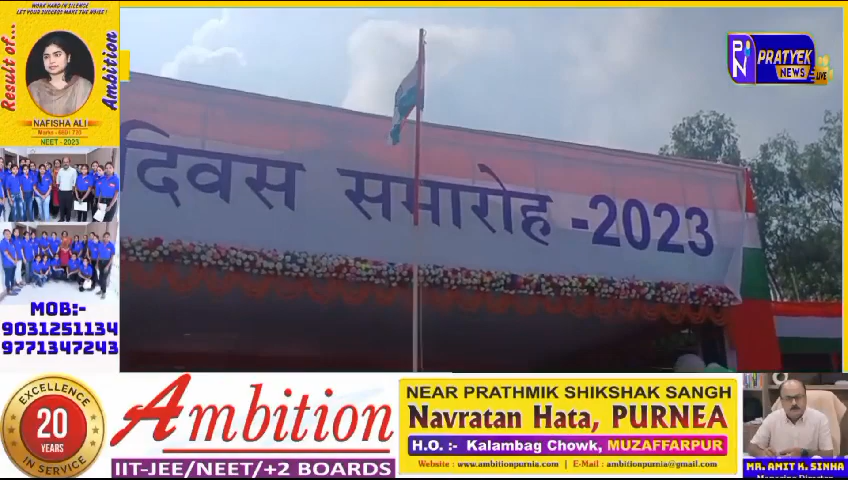 WORK HARD IN SILENCE
LET YOUR SUCCESS MAKE THE NOISE !
Result of...
Ambition
NAFISHA ALI
NEET - 2023
MOB:-
9031251134
9771347243
PN PRATYEK
NEWS LIVE
दिवस समारोह -2023
EXCELLENCE
20
YEARS
IN SERVICE
Ambition
IIT-JEE/NEET/+2 BOARDS
NEAR PRATHMIK SHIKSHAK SANGH
Navratan Hata, PURNEA
H.O. :- Kalambag Chowk, MUZAFFARPUR
Website : www.ambitionpurnia.com | E-Mail : ambitionpurnia@gmail.com
MR. AMIT K. SINHA
Managing Director